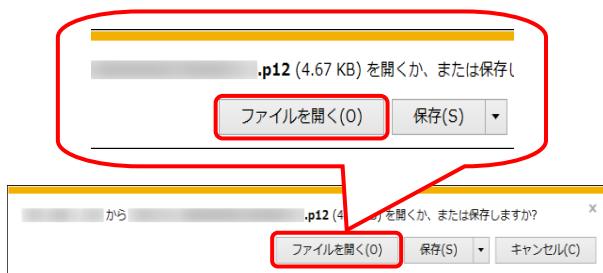 .p12 (4.67 KB) を開くか、または保存し
ファイルを開く(O) 保存(S)
から .p12 (4 を開くか、または保存しますか?
ファイルを開く(O) 保存(S) キャンセル(C)